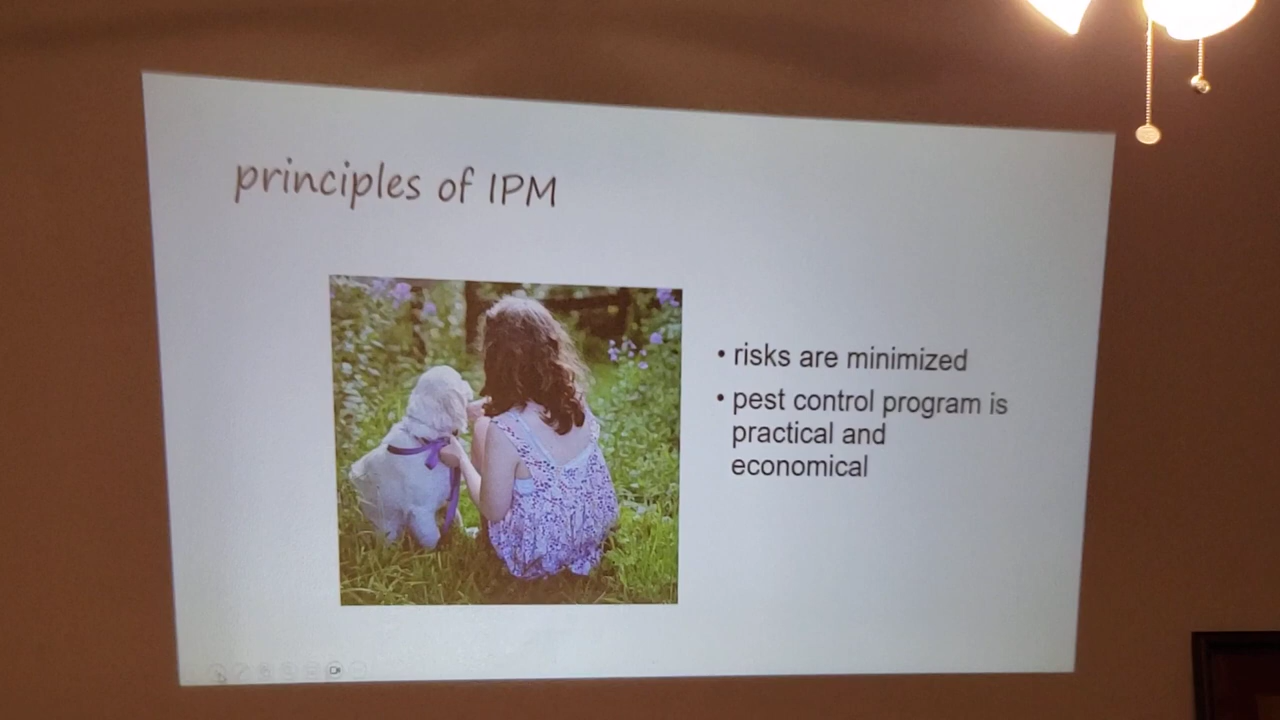 principles of IPM
• risks are minimized
• pest control program is
practical and
economical